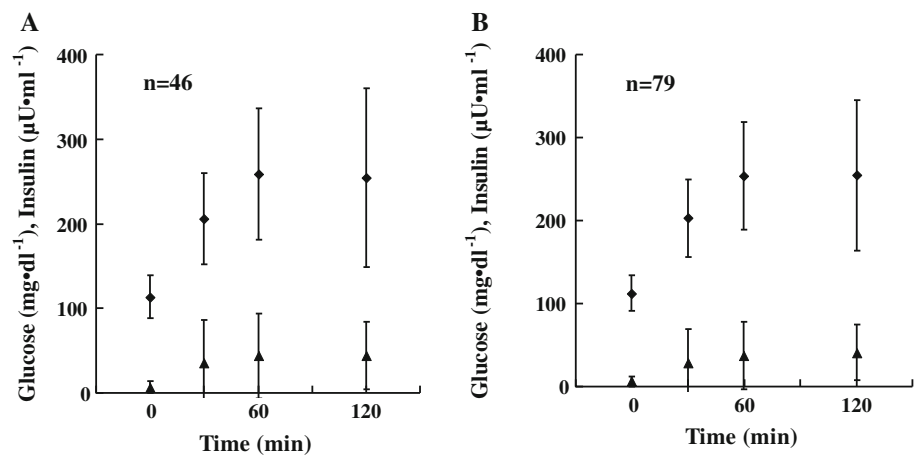 A
Glucose (mg•dl⁻¹), Insulin (µU•ml⁻¹)
400
300
200
100
0
n=46
0 60 120
Time (min)
B
Glucose (mg•dl⁻¹), Insulin (µU•ml⁻¹)
400
300
200
100
0
n=79
0 60 120
Time (min)